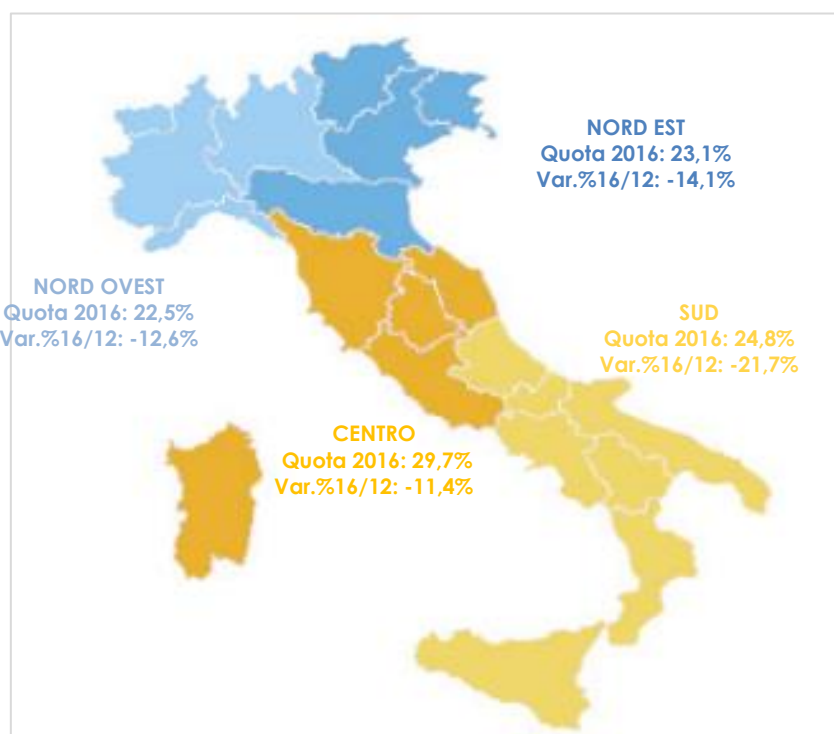 NORD EST
Quota 2016: 23,1%
Var.%16/12: -14,1%
NORD OVEST
Quota 2016: 22,5%
Var.%16/12: -12,6%
SUD
Quota 2016: 24,8%
Var.%16/12: -21,7%
CENTRO
Quota 2016: 29,7%
Var.%16/12: -11,4%